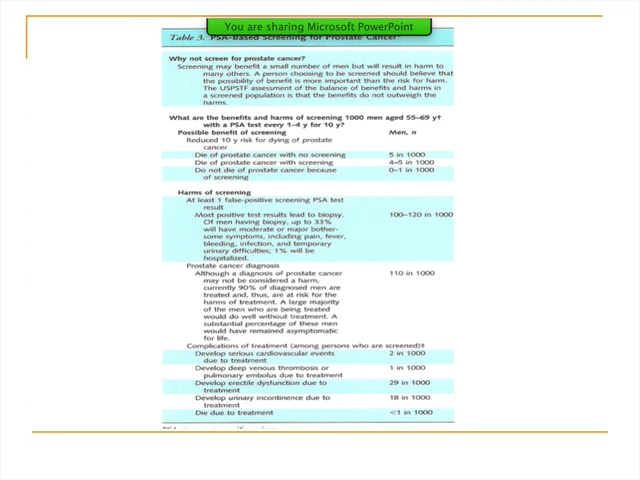 You are sharing Microsoft PowerPoint
Table 3. PSA-Based Screening for Prostate Cancer
Why not screen for prostate cancer?
Screening may benefit a small number of men but will result in harm to
many others. A person choosing to be screened should believe that
the possibility of benefit is more important than the risk for harm.
The USPSTF assessment of the balance of benefits and harms in
a screened population is that the benefits do not outweigh the
harms.
What are the benefits and harms of screening 1000 men aged 55–69 y†
with a PSA test every 1–4 y for 10 y?
Possible benefit of screening Men, n
Reduced 10 y risk for dying of prostate
cancer
Die of prostate cancer with no screening 5 in 1000
Die of prostate cancer with screening 4–5 in 1000
Do not die of prostate cancer because 0–1 in 1000
of screening
Harms of screening
At least 1 false-positive screening PSA test
result
Most positive test results lead to biopsy. 100–120 in 1000
Of men having biopsy, up to 33%
will have moderate or major bother-
some symptoms, including pain, fever,
bleeding, infection, and temporary
urinary difficulties; 1% will be
hospitalized.
Prostate cancer diagnosis
Although a diagnosis of prostate cancer 110 in 1000
may not be considered a harm,
currently 90% of diagnosed men are
treated and, thus, are at risk for the
harms of treatment. A large majority
of the men who are being treated
would do well without treatment. A
substantial percentage of these men
would have remained asymptomatic
for life.
Complications of treatment (among persons who are screened)‡
Develop serious cardiovascular events 2 in 1000
due to treatment
Develop deep venous thrombosis or 1 in 1000
pulmonary embolus due to treatment
Develop erectile dysfunction due to 29 in 1000
treatment
Develop urinary incontinence due to 18 in 1000
treatment
Die due to treatment <1 in 1000